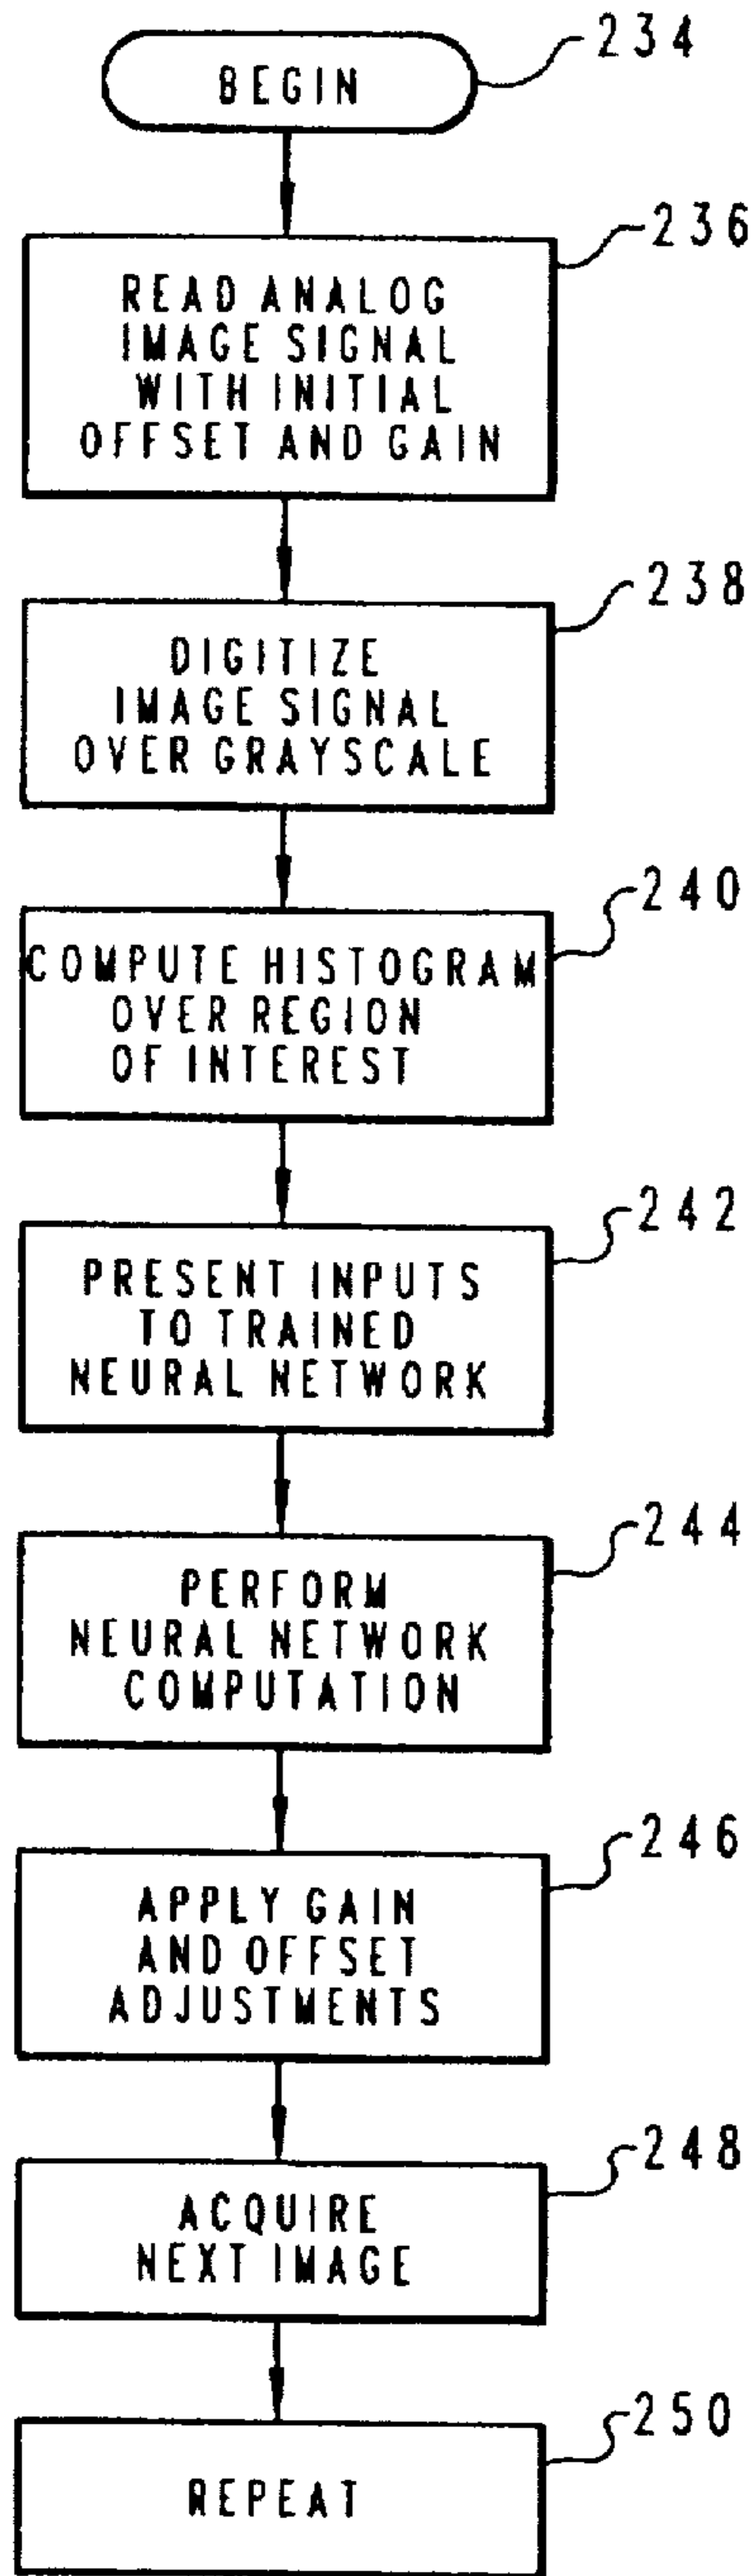 234
BEGIN
236
READ ANALOG
IMAGE SIGNAL
WITH INITIAL
OFFSET AND GAIN
238
DIGITIZE
IMAGE SIGNAL
OVER GRAYSCALE
240
COMPUTE HISTOGRAM
OVER REGION
OF INTEREST
242
PRESENT INPUTS
TO TRAINED
NEURAL NETWORK
244
PERFORM
NEURAL NETWORK
COMPUTATION
246
APPLY GAIN
AND OFFSET
ADJUSTMENTS
248
ACQUIRE
NEXT IMAGE
250
REPEAT